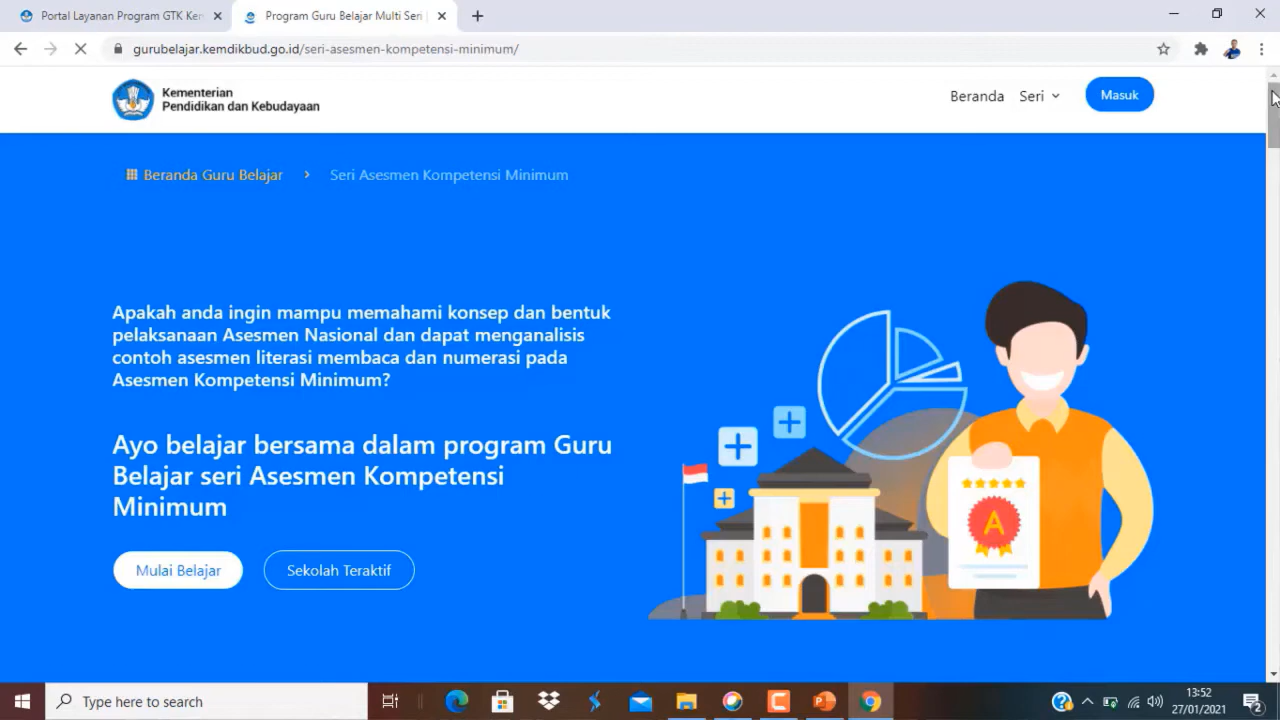 Portal Layanan Program GTK Ke
Program Guru Belajar Multi Seri
gurubelajar.kemdikbud.go.id/seri-asesmen-kompetensi-minimum/
Kementerian
Pendidikan dan Kebudayaan
Beranda Seri Masuk
Beranda Guru Belajar > Seri Asesmen Kompetensi Minimum
Apakah anda ingin mampu memahami konsep dan bentuk
pelaksanaan Asesmen Nasional dan dapat menganalisis
contoh asesmen literasi membaca dan numerasi pada
Asesmen Kompetensi Minimum?
Ayo belajar bersama dalam program Guru
Belajar seri Asesmen Kompetensi
Minimum
Mulai Belajar Sekolah Teraktif
A
Type here to search
13:52
27/01/2021
2